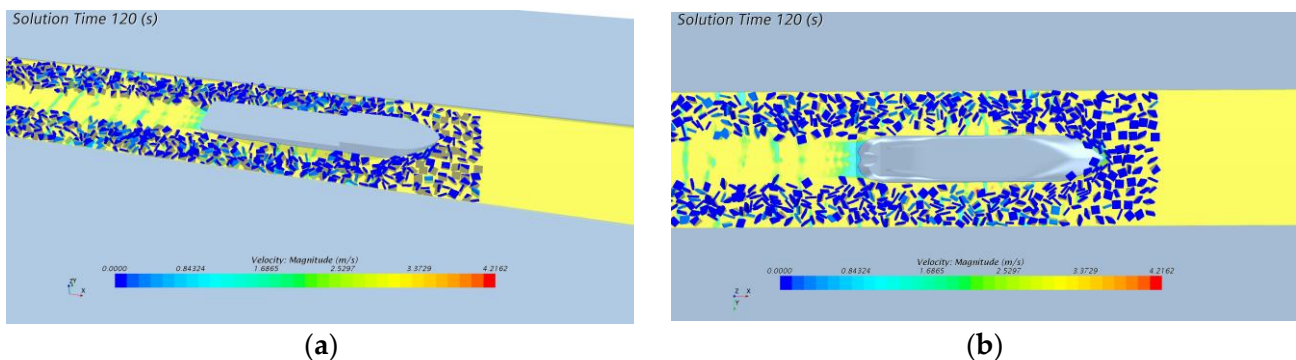 Solution Time 120 (s)
Velocity: Magnitude (m/s)
0.0000 0.84324 1.6865 2.5297 3.3729 4.2162
ZY
X
(a)
Solution Time 120 (s)
Velocity: Magnitude (m/s)
0.0000 0.84324 1.6865 2.5297 3.3729 4.2162
Z X
Y
(b)